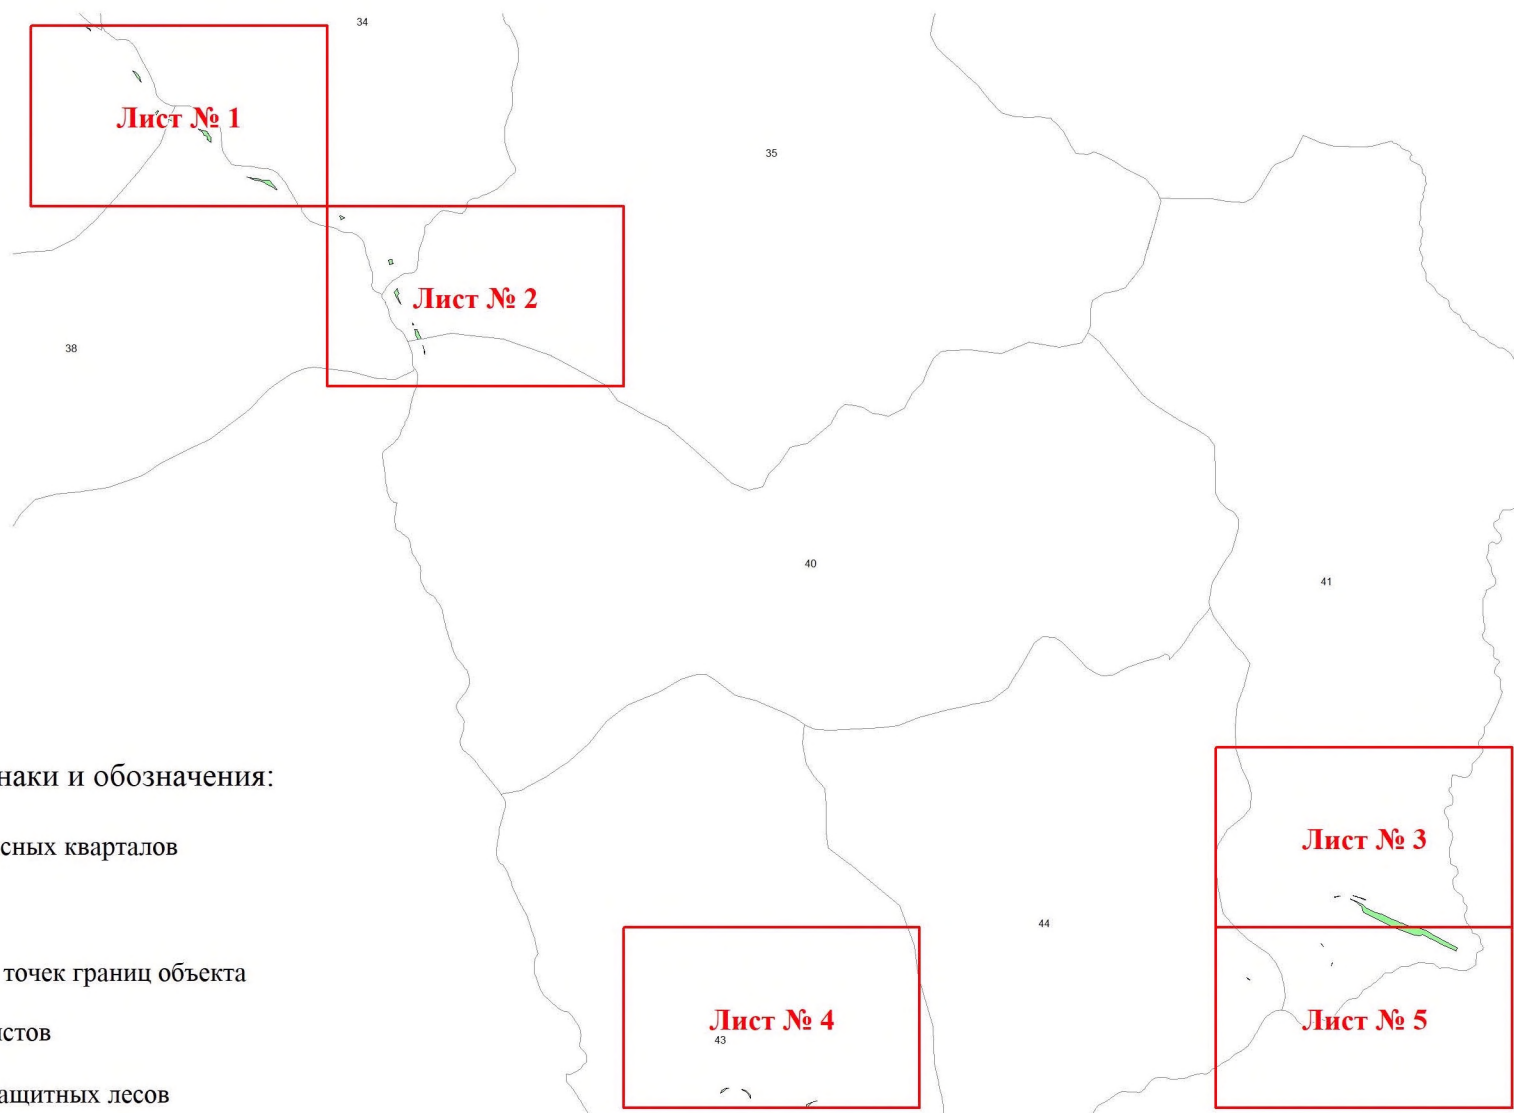 34
Лист № 1
35
Лист № 2
38
40
41
наки и обозначения:
Лист № 3
сных кварталов
44
точек границ объекта
Лист № 4
Лист № 5
43
истов
ащитных лесов